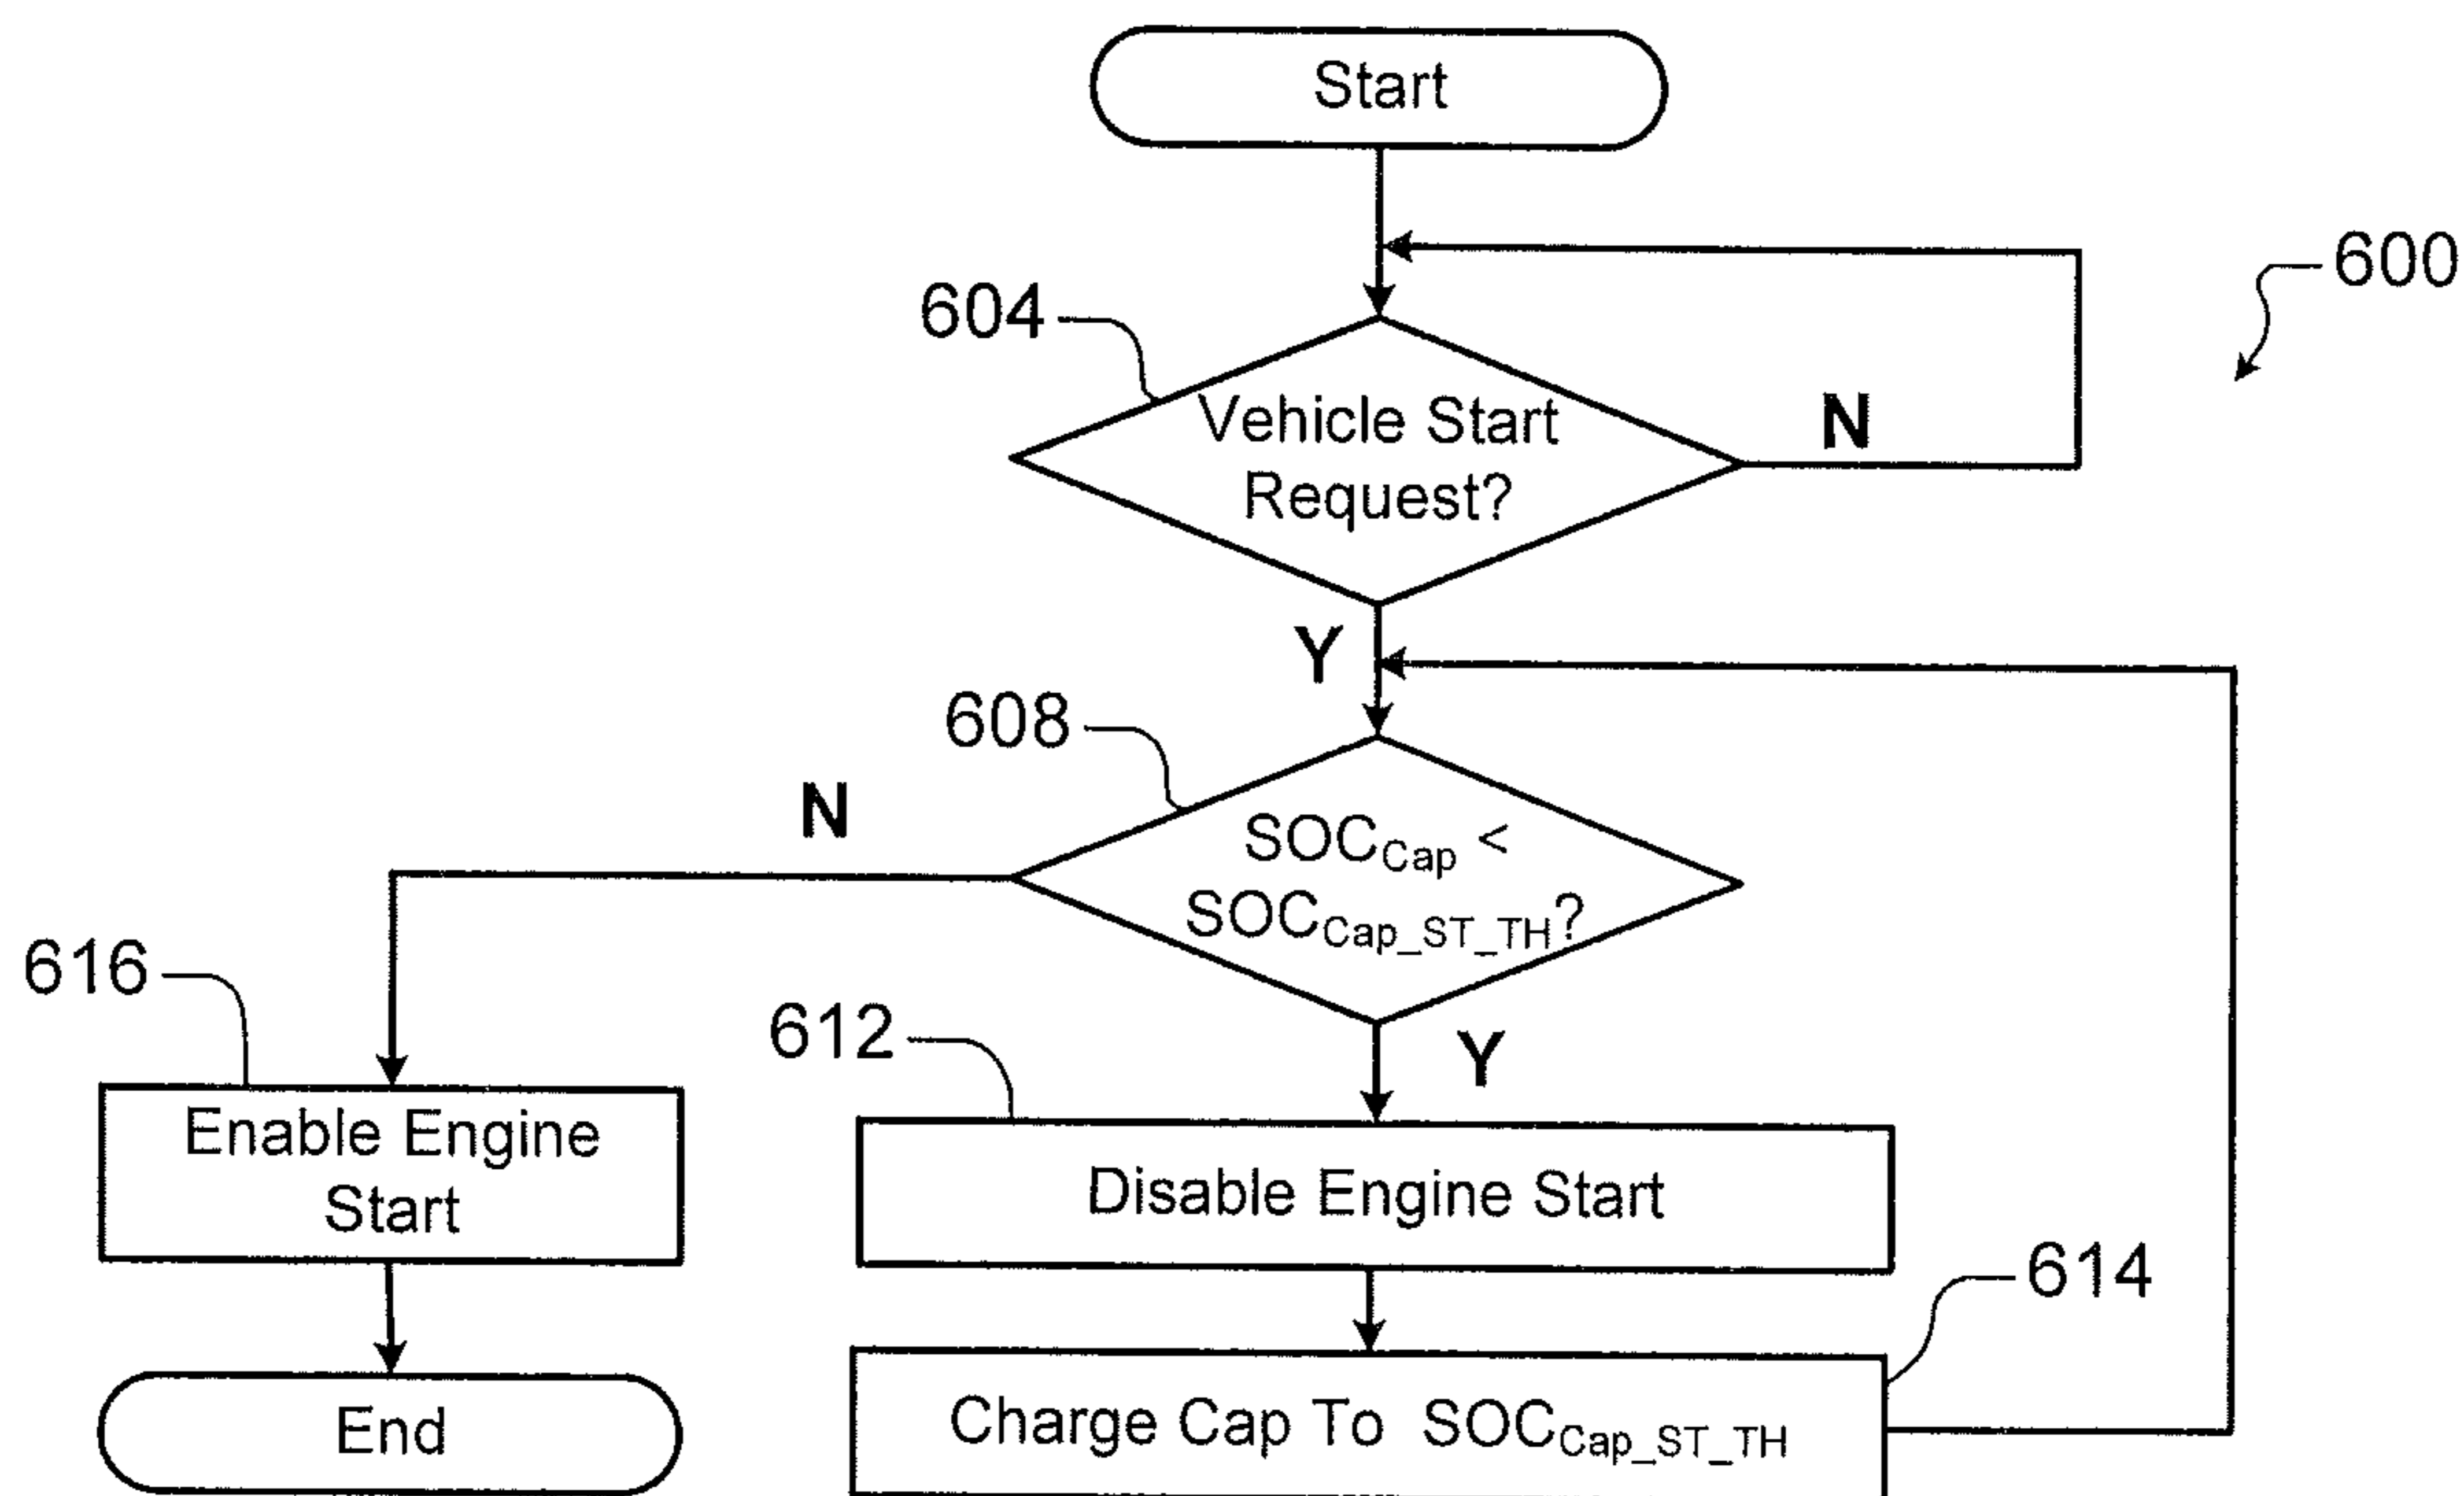 Start
600
604
Vehicle Start
Request?
N
Y
608
N
SOCCap <
SOCCap_ST_TH?
616
612
Y
Enable Engine
Start
Disable Engine Start
614
End
Charge Cap To SOCCap_ST_TH